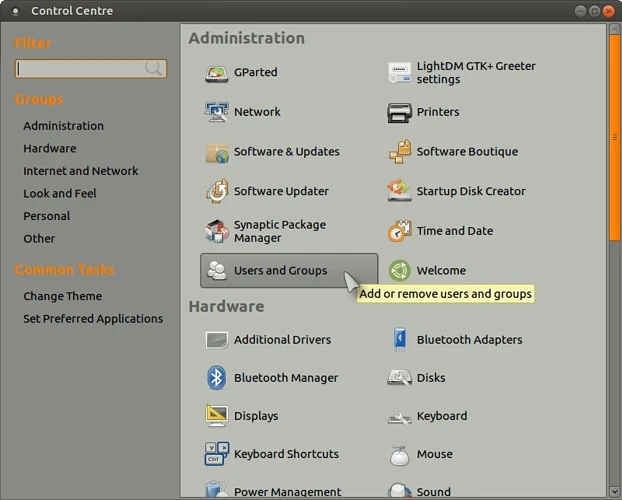 Control Centre
Filter
Groups
Administration
Hardware
Internet and Network
Look and Feel
Personal
Other
Common Tasks
Change Theme
Set Preferred Applications
Administration
GParted
LightDM GTK+ Greeter
settings
Network
Printers
Software & Updates
Software Boutique
Software Updater
Startup Disk Creator
Synaptic Package
Manager
Time and Date
Users and Groups
Welcome
Add or remove users and groups
Hardware
Additional Drivers
Bluetooth Adapters
Bluetooth Manager
Disks
Displays
Keyboard
Keyboard Shortcuts
Mouse
Power Management
Sound